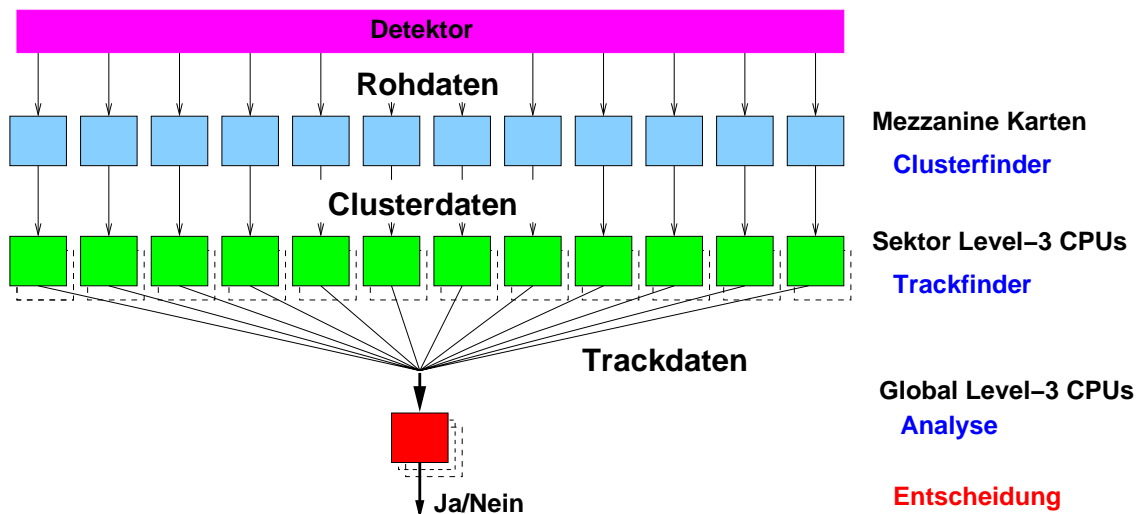 Detektor
Rohdaten
Mezzanine Karten
Clusterfinder
Clusterdaten
Sektor Level−3 CPUs
Trackfinder
Trackdaten
Global Level−3 CPUs
Analyse
Ja/Nein
Entscheidung